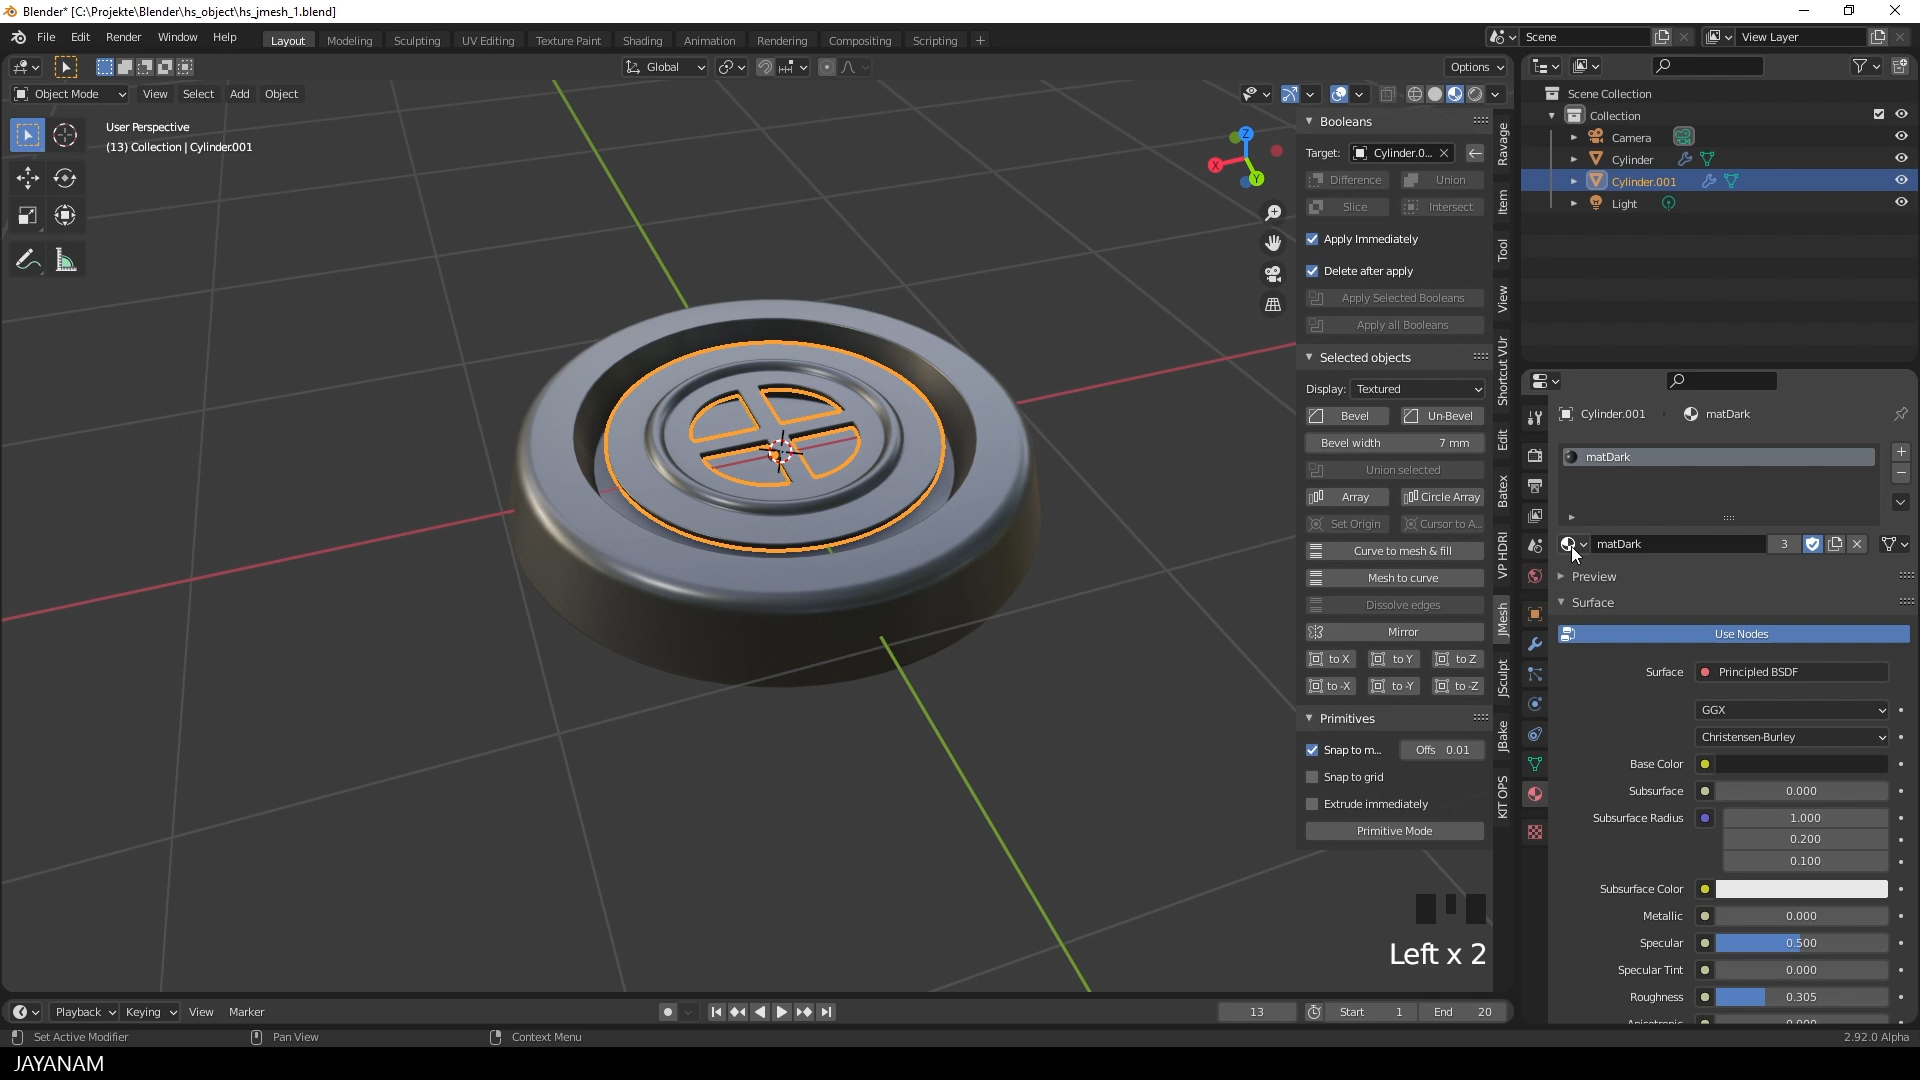 Blender* [C:\Projekte\Blender\hs_object\hs_jmesh_1.blend]
File Edit Render Window Help
Layout Modeling Sculpting UV Editing Texture Paint Shading Animation Rendering Compositing Scripting +
Scene
View Layer
Global
Options
Object Mode View Select Add Object
User Perspective
(13) Collection | Cylinder.001
Z
X
Y
Booleans
Target: Cylinder.0...
Difference Union
Slice Intersect
Apply Immediately
Delete after apply
Apply Selected Booleans
Apply all Booleans
Selected objects
Display: Textured
Bevel Un-Bevel
Bevel width 7 mm
Union selected
Array Circle Array
Set Origin Cursor to A...
Curve to mesh & fill
Mesh to curve
Dissolve edges
Mirror
to X to Y to Z
to -X to -Y to -Z
Primitives
Snap to m... Offs 0.01
Snap to grid
Extrude immediately
Primitive Mode
Ravage
Item
Tool
View
Shortcut VUr
Edit
Batex
VP HDRI
JMesh
JSculpt
JBake
KIT OPS
Left x 2
Scene Collection
Collection
Camera
Cylinder
Cylinder.001
Light
Cylinder.001 matDark
matDark
matDark 3
Preview
Surface
Use Nodes
Surface Principled BSDF
GGX
Christensen-Burley
Base Color
Subsurface 0.000
Subsurface Radius 1.000
0.200
0.100
Subsurface Color
Metallic 0.000
Specular 0.500
Specular Tint 0.000
Roughness 0.305
Anisotropic 0.000
Playback Keying View Marker
13 Start 1 End 20
Set Active Modifier Pan View Context Menu 2.92.0 Alpha
JAYANAM